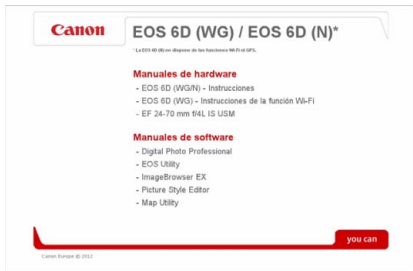 Canon
EOS 6D (WG) / EOS 6D (N)*
* La EOS 6D (N) no dispone de las funciones Wi-Fi ni GPS.
Manuales de hardware
- EOS 6D (WG/N) - Instrucciones
- EOS 6D (WG) - Instrucciones de la función Wi-Fi
- EF 24-70 mm f/4L IS USM
Manuales de software
- Digital Photo Professional
- EOS Utility
- ImageBrowser EX
- Picture Style Editor
- Map Utility
you can
Canon Europe © 2012